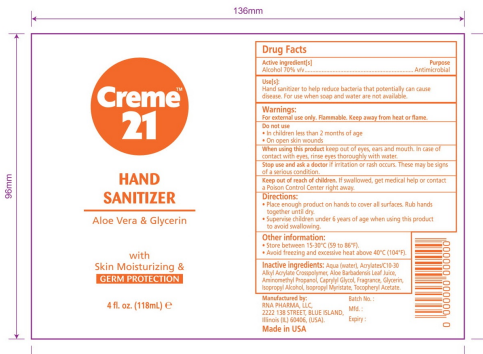 136mm
96mm
Creme™
21
HAND
SANITIZER
Aloe Vera & Glycerin
with
Skin Moisturizing &
GERM PROTECTION
4 fl. oz. (118mL) ℮
Drug Facts
Active ingredient[s] Purpose
Alcohol 70% v/v Antimicrobial
Use[s]:
Hand sanitizer to help reduce bacteria that potentially can cause
disease. For use when soap and water are not available.
Warnings:
For external use only. Flammable. Keep away from heat or flame.
Do not use
• In children less than 2 months of age
• On open skin wounds
When using this product keep out of eyes, ears and mouth. In case of
contact with eyes, rinse eyes thoroughly with water.
Stop use and ask a doctor if irritation or rash occurs. These may be signs
of a serious condition.
Keep out of reach of children. If swallowed, get medical help or contact
a Poison Control Center right away.
Directions:
• Place enough product on hands to cover all surfaces. Rub hands
together until dry.
• Supervise children under 6 years of age when using this product
to avoid swallowing.
Other information:
• Store between 15-30°C (59 to 86°F).
• Avoid freezing and excessive heat above 40°C (104°F).
Inactive ingredients: Aqua (water), Acrylates/C10-30
Alkyl Acrylate Crosspolymer, Aloe Barbadensis Leaf Juice,
Aminomethyl Propanol, Caprylyl Glycol, Fragrance, Glycerin,
Isopropyl Alcohol, Isopropyl Myristate, Tocopheryl Acetate.
Manufactured by:
RNA PHARMA, LLC,
2222 138 STREET, BLUE ISLAND,
Illinois (IL) 60406, (USA).
Made in USA
Batch No. :
Mfd. :
Expiry :